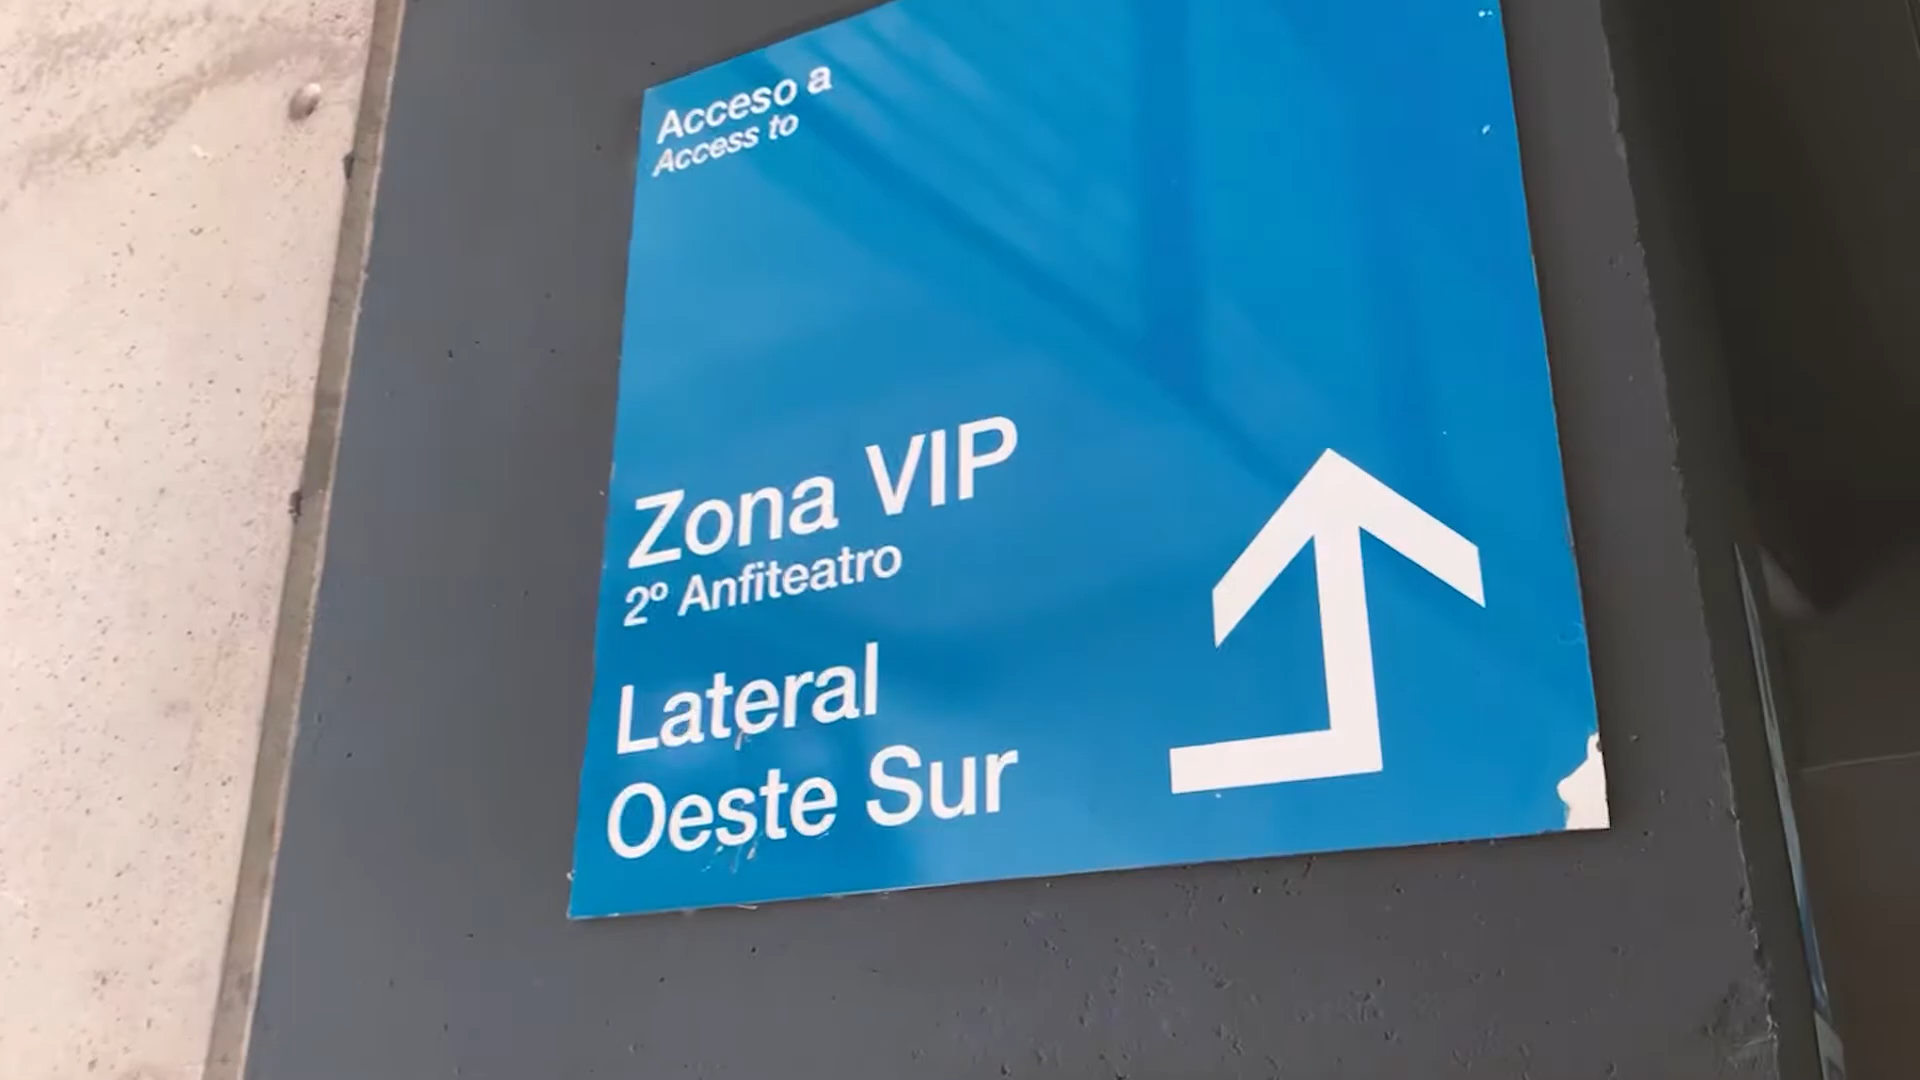 Acceso a
Access to
Zona VIP
2º Anfiteatro
Lateral
Oeste Sur